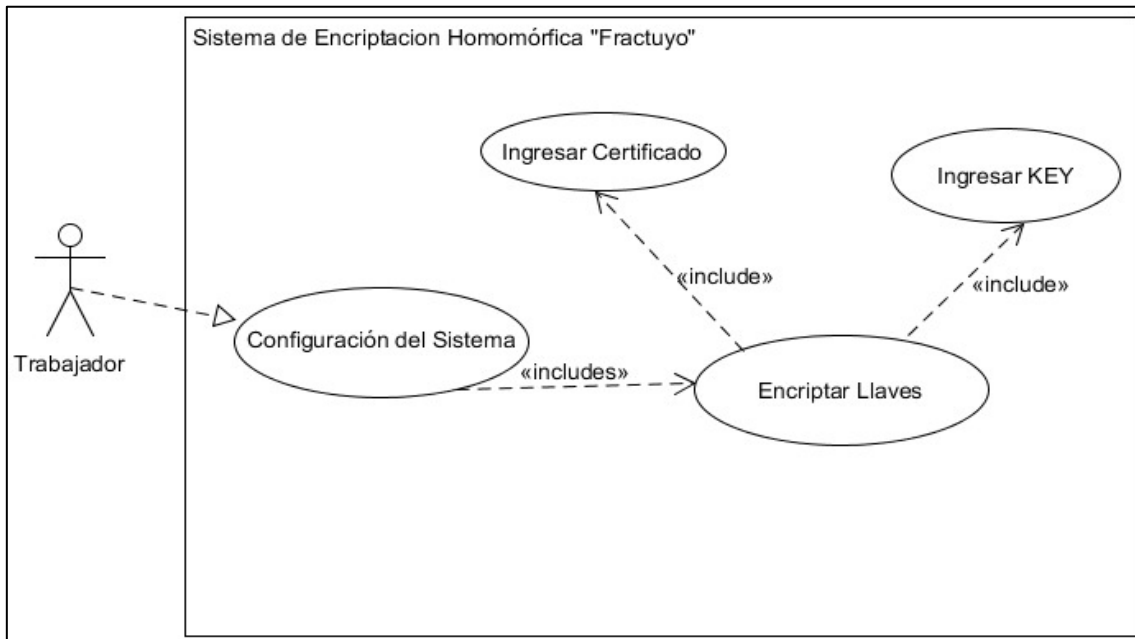 Sistema de Encriptacion Homomórfica "Fractuyo"
Ingresar Certificado
Ingresar KEY
«include»
«include»
Configuración del Sistema
Trabajador
«includes»
Encriptar Llaves